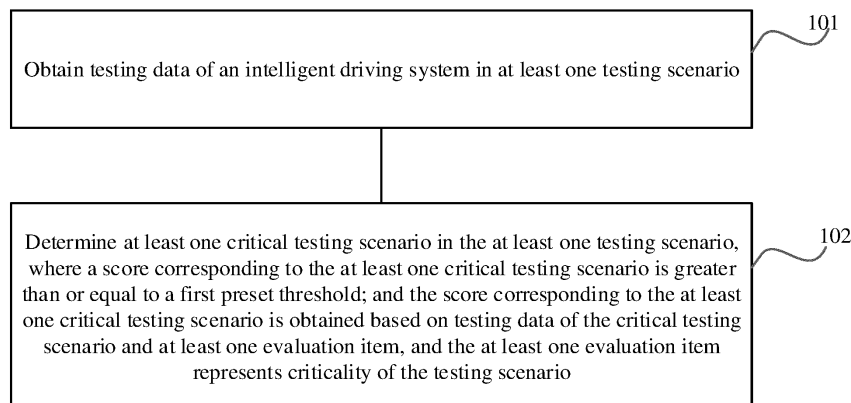 101
Obtain testing data of an intelligent driving system in at least one testing scenario
102
Determine at least one critical testing scenario in the at least one testing scenario,
where a score corresponding to the at least one critical testing scenario is greater
than or equal to a first preset threshold; and the score corresponding to the at least
one critical testing scenario is obtained based on testing data of the critical testing
scenario and at least one evaluation item, and the at least one evaluation item
represents criticality of the testing scenario